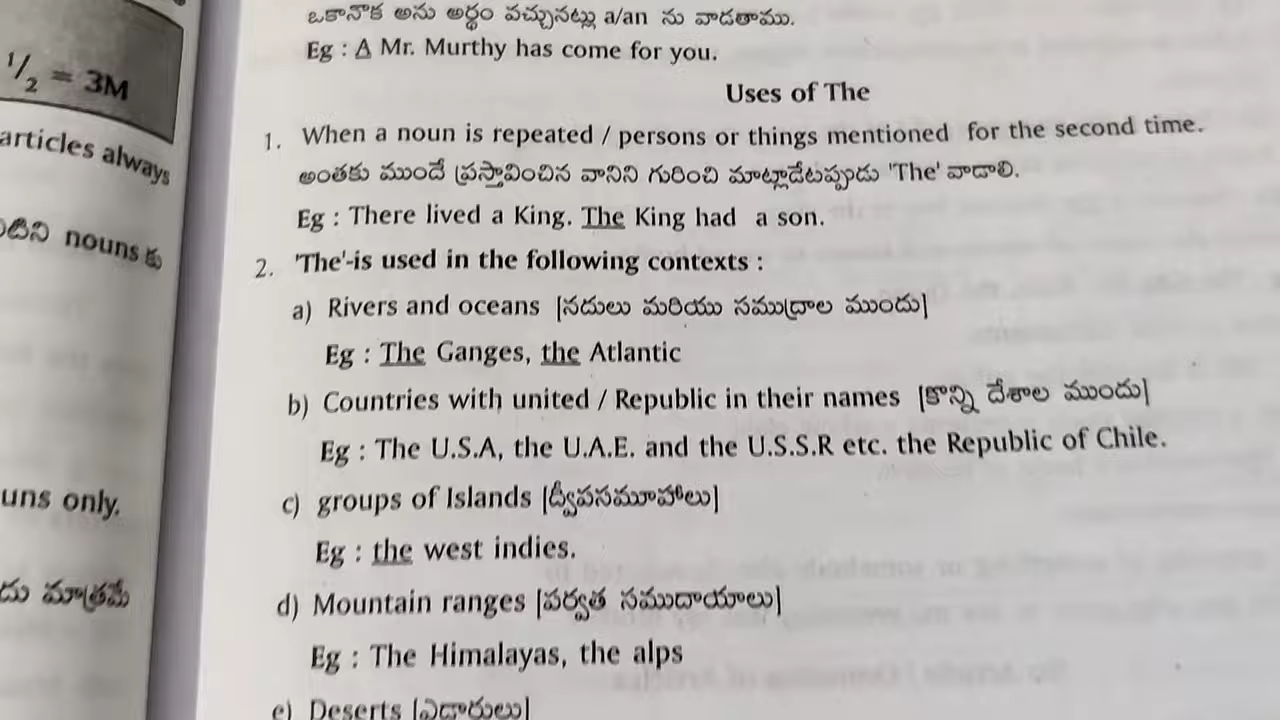 1/2 = 3M
articles always
nouns కు
uns only.
దు మాత్రమే
ఒకానొక అను అర్థం వచ్చునట్లు a/an ను వాడతాము.
Eg : A Mr. Murthy has come for you.
Uses of The
1. When a noun is repeated / persons or things mentioned for the second time.
అంతకు ముందే ప్రస్తావించిన వానిని గురించి మాట్లాడేటప్పుడు 'The' వాడాలి.
Eg : There lived a King. The King had a son.
2. 'The'-is used in the following contexts :
a) Rivers and oceans |నదులు మరియు సముద్రాల ముందు|
Eg : The Ganges, the Atlantic
b) Countries with united / Republic in their names |కొన్ని దేశాల ముందు|
Eg : The U.S.A, the U.A.E. and the U.S.S.R etc. the Republic of Chile.
c) groups of Islands |ద్వీపసమూహాలు|
Eg : the west indies.
d) Mountain ranges |పర్వత సముదాయాలు|
Eg : The Himalayas, the alps
e) Deserts |ఎడారులు|